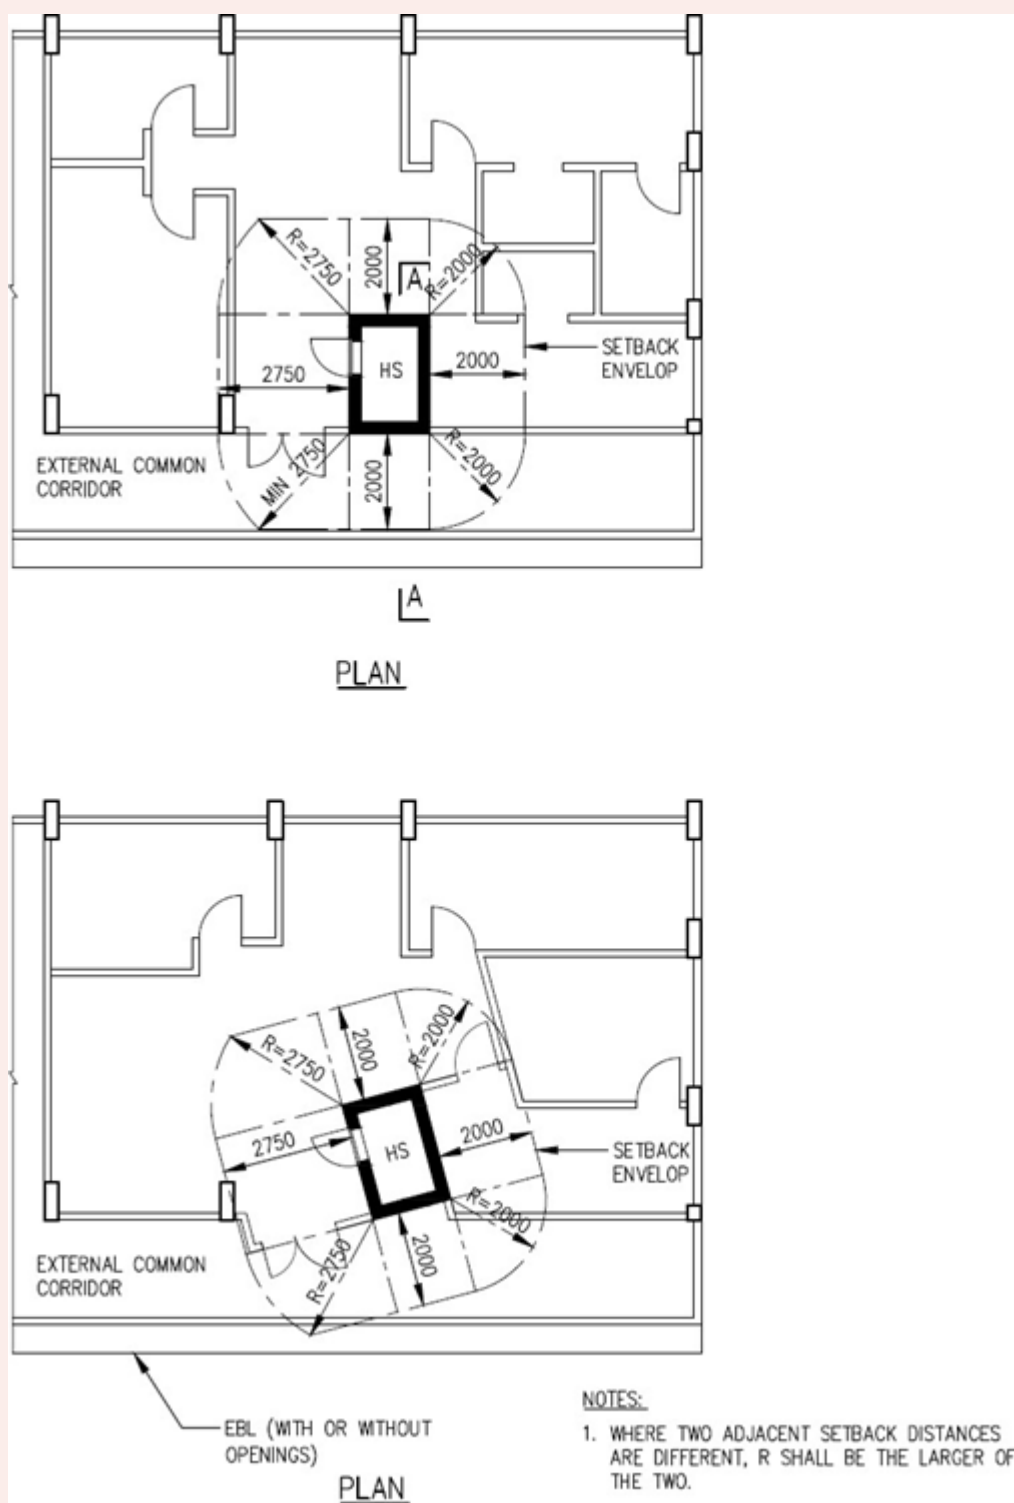 R=2750
2000
A
R=2000
SETBACK
ENVELOP
2750
HS
2000
EXTERNAL COMMON
CORRIDOR
MIN 2750
2000
R=2000
A
PLAN
R=2750
2000
R=2000
2750
HS
2000
SETBACK
ENVELOP
R=2000
EXTERNAL COMMON
CORRIDOR
R=2750
2000
EBL (WITH OR WITHOUT
OPENINGS)
PLAN
NOTES:
1. WHERE TWO ADJACENT SETBACK DISTANCES
ARE DIFFERENT, R SHALL BE THE LARGER OF
THE TWO.